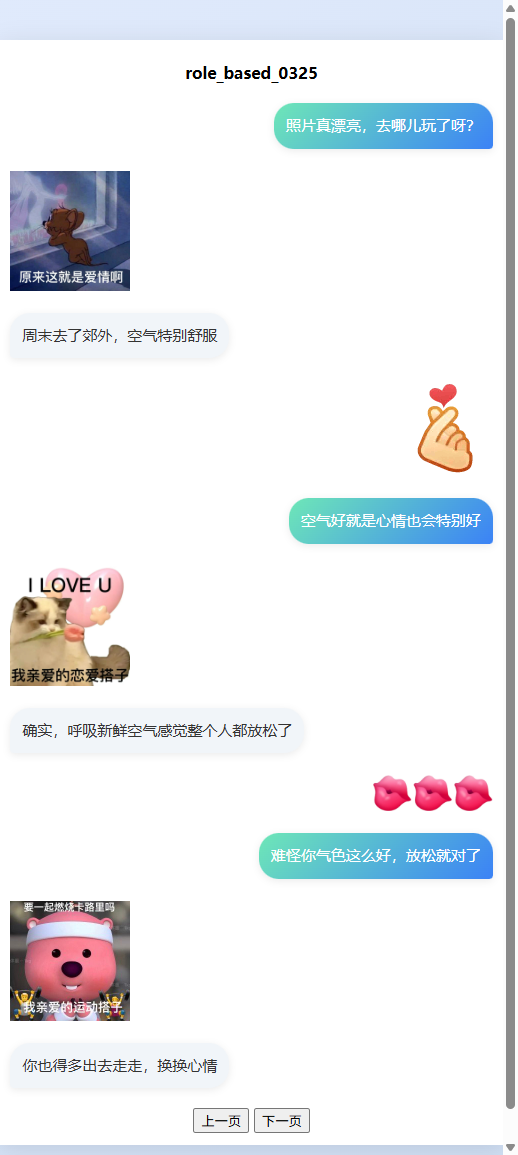 role_based_0325
照片真漂亮，去哪儿玩了呀？
原来这就是爱情啊
周末去了郊外，空气特别舒服
空气好就是心情也会特别好
I LOVE U
我亲爱的恋爱搭子
确实，呼吸新鲜空气感觉整个人都放松了
难怪你气色这么好，放松就对了
要一起燃烧卡路里吗
我亲爱的运动搭子
你也得多出去走走，换换心情
上一页 下一页